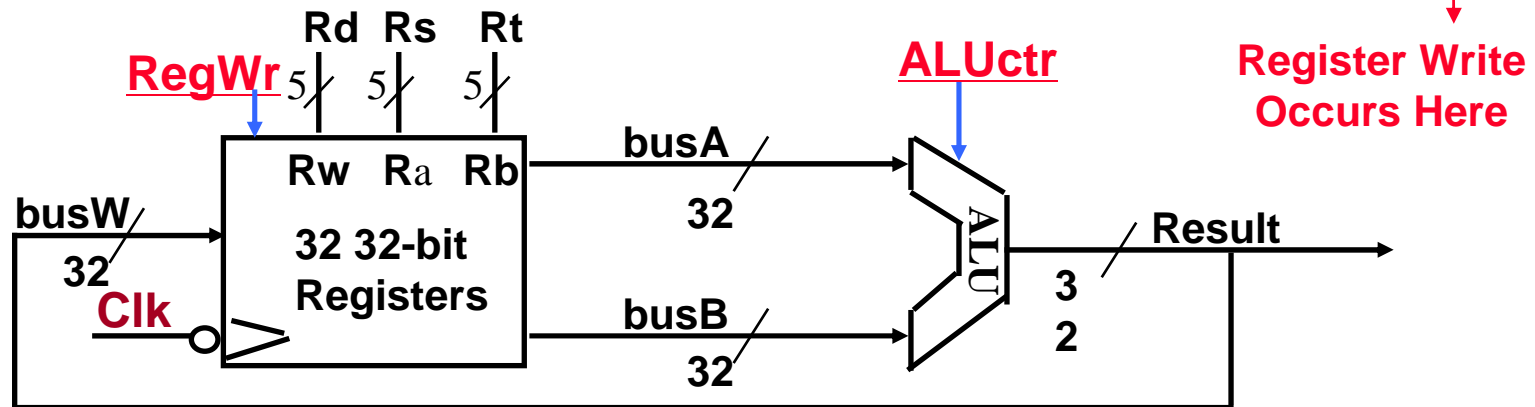 Rd Rs Rt
RegWr
5 5 5
ALUctr
Register Write
Occurs Here
busA
Rw Ra Rb
32
busW
32
32 32-bit
Registers
Clk
ALU
Result
3
2
busB
32